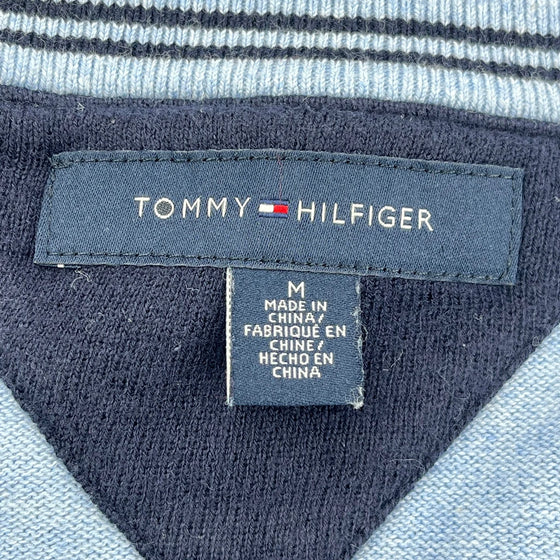 TOMMY HILFIGER
M
MADE IN
CHINA/
FABRIQUÉ EN
CHINE/
HECHO EN
CHINA